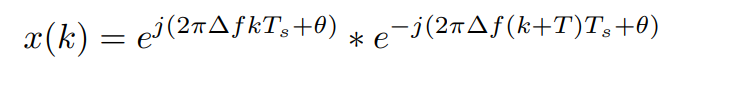 x(k) = e^{j(2πΔfkT_s+θ)} * e^{-j(2πΔf(k+T)T_s+θ)}